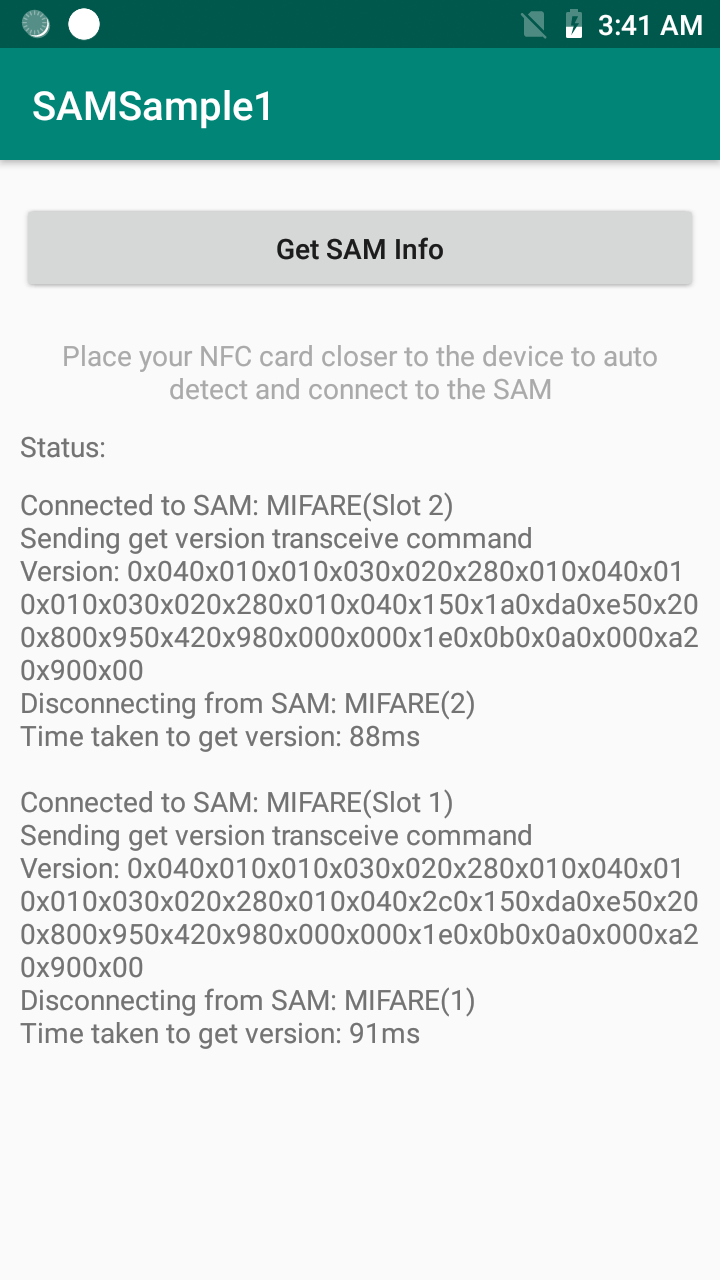 3:41 AM
SAMSample1
Get SAM Info
Place your NFC card closer to the device to auto
detect and connect to the SAM
Status:
Connected to SAM: MIFARE(Slot 2)
Sending get version transceive command
Version: 0x040x010x010x030x020x280x010x040x01
0x010x030x020x280x010x040x150x1a0xda0xe50x20
0x800x950x420x980x000x000x1e0x0b0x0a0x000xa2
0x900x00
Disconnecting from SAM: MIFARE(2)
Time taken to get version: 88ms
Connected to SAM: MIFARE(Slot 1)
Sending get version transceive command
Version: 0x040x010x010x030x020x280x010x040x01
0x010x030x020x280x010x040x2c0x150xda0xe50x20
0x800x950x420x980x000x000x1e0x0b0x0a0x000xa2
0x900x00
Disconnecting from SAM: MIFARE(1)
Time taken to get version: 91ms